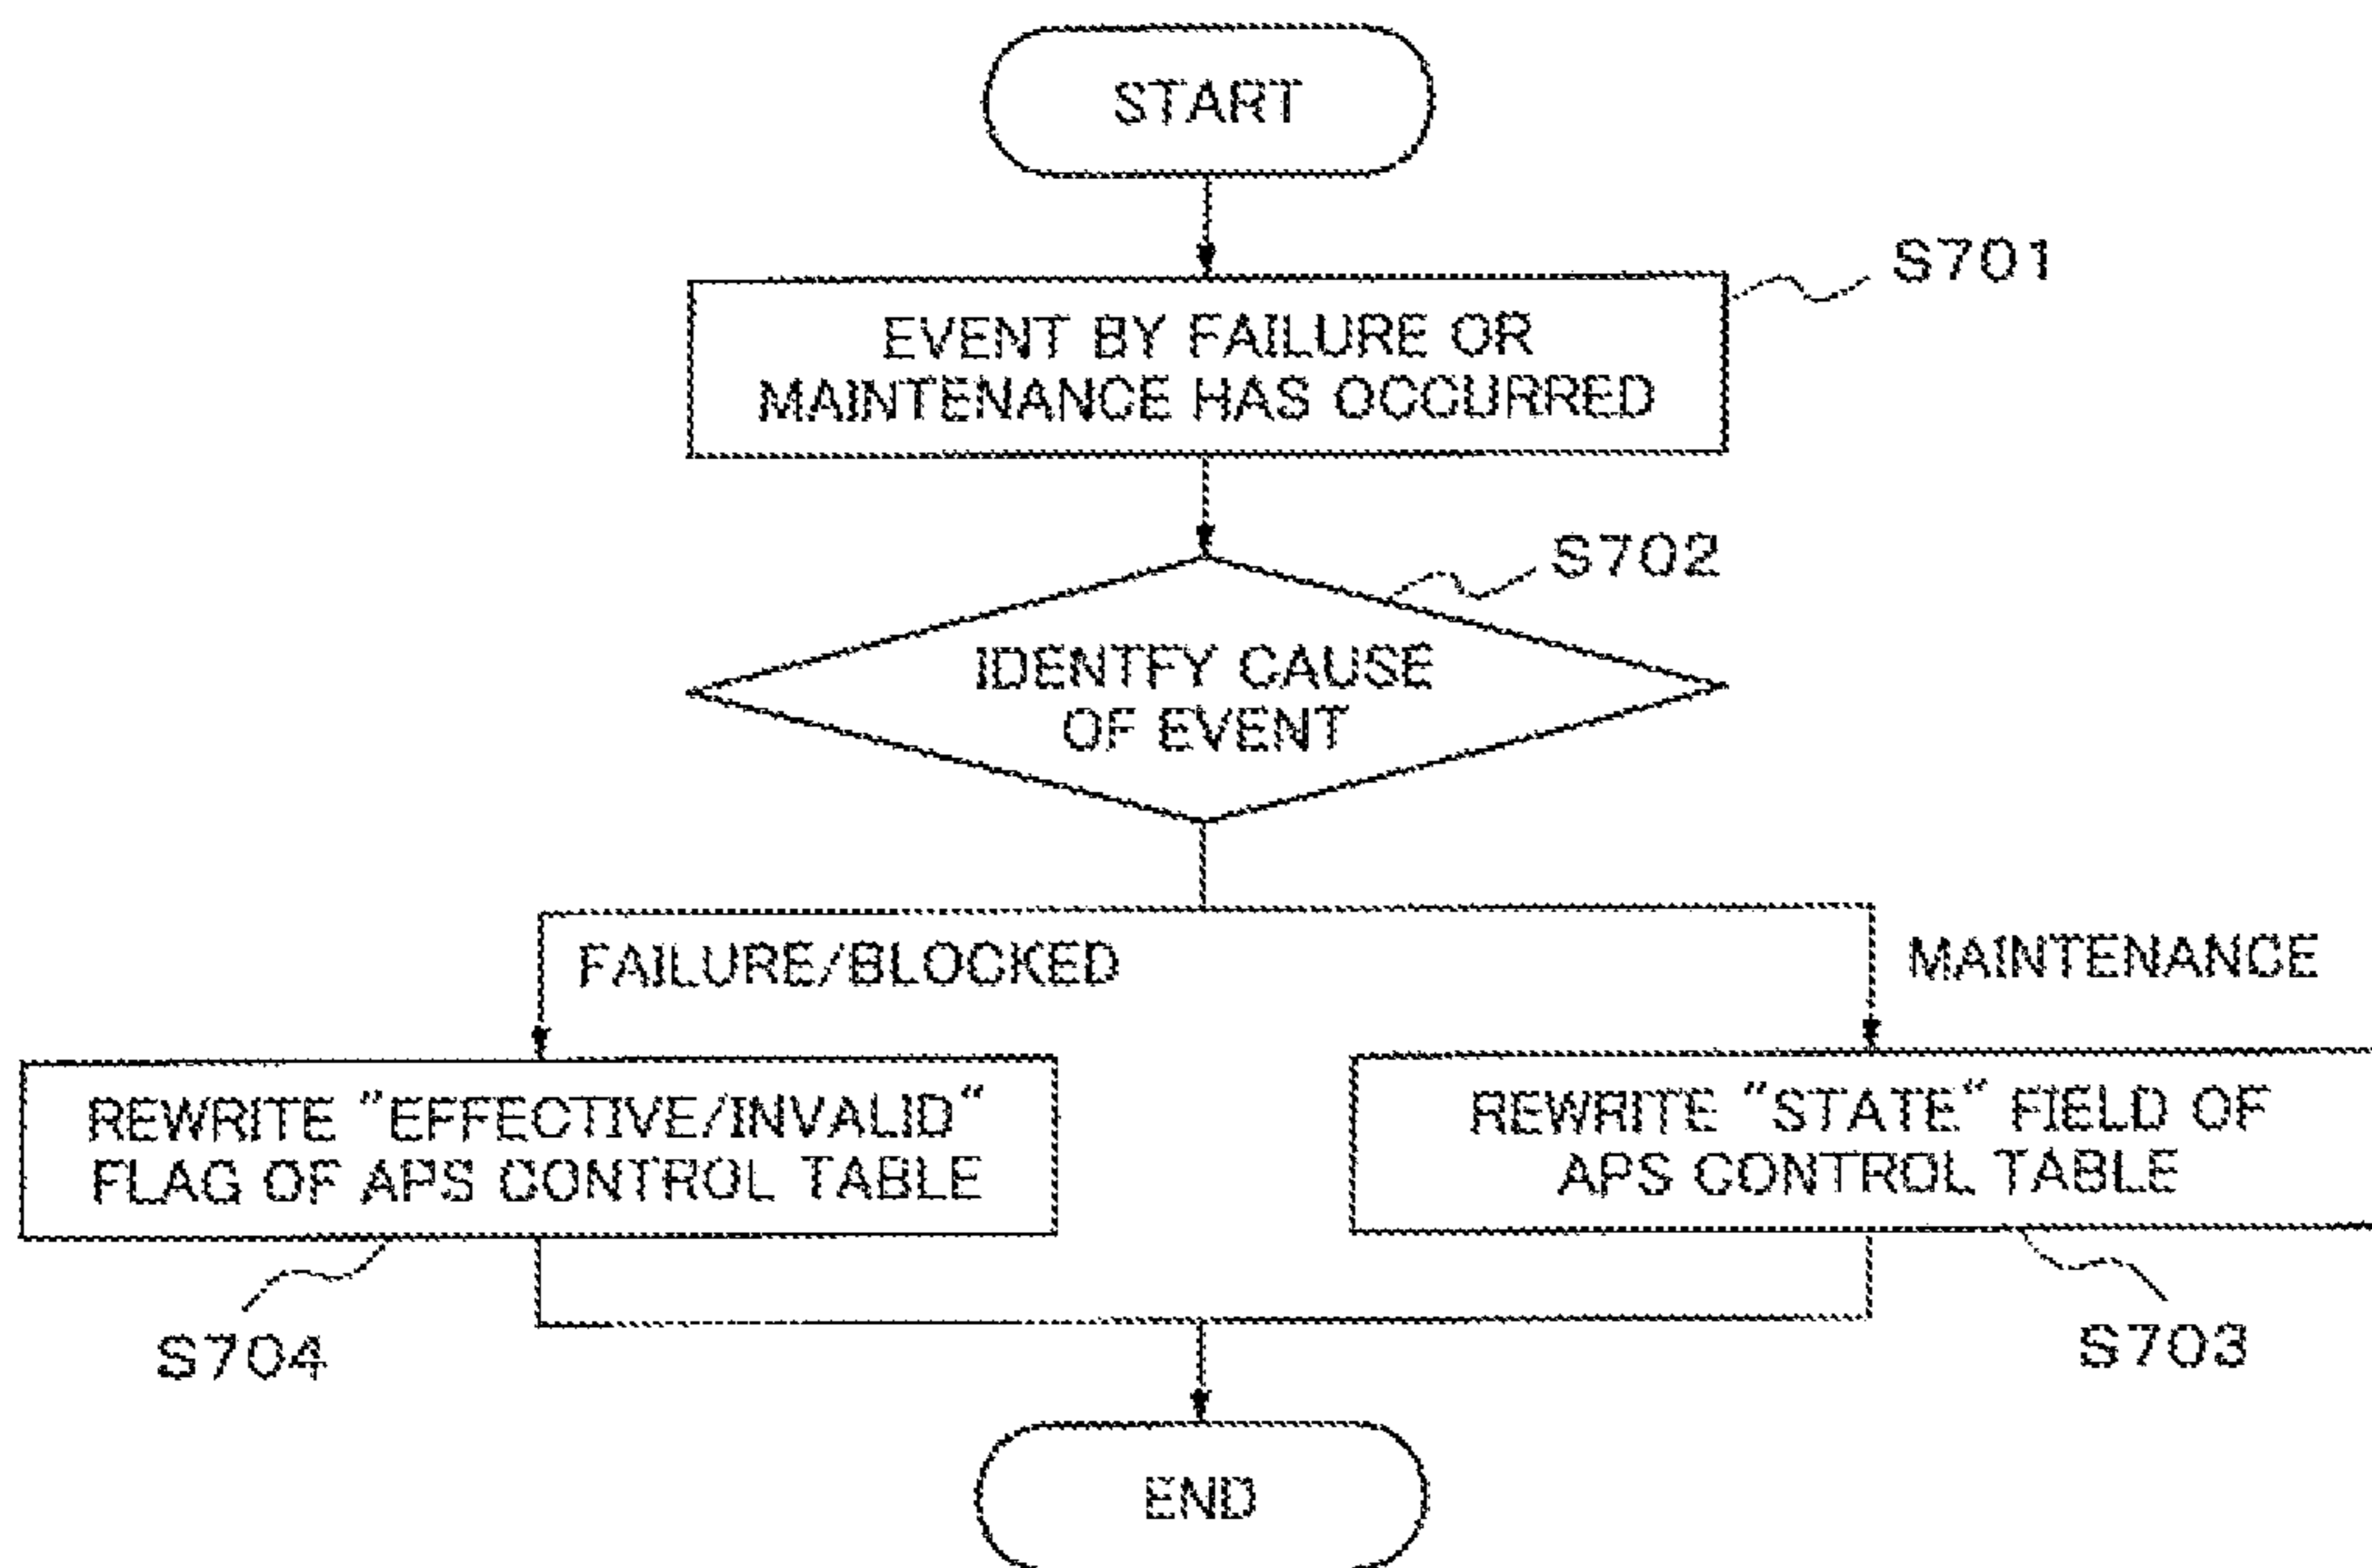 START
S701
EVENT BY FAILURE OR
MAINTENANCE HAS OCCURRED
S702
IDENTFY CAUSE
OF EVENT
FAILURE/BLOCKED
MAINTENANCE
REWRITE "EFFECTIVE/INVALID"
FLAG OF APS CONTROL TABLE
REWRITE "STATE" FIELD OF
APS CONTROL TABLE
S704
S703
END